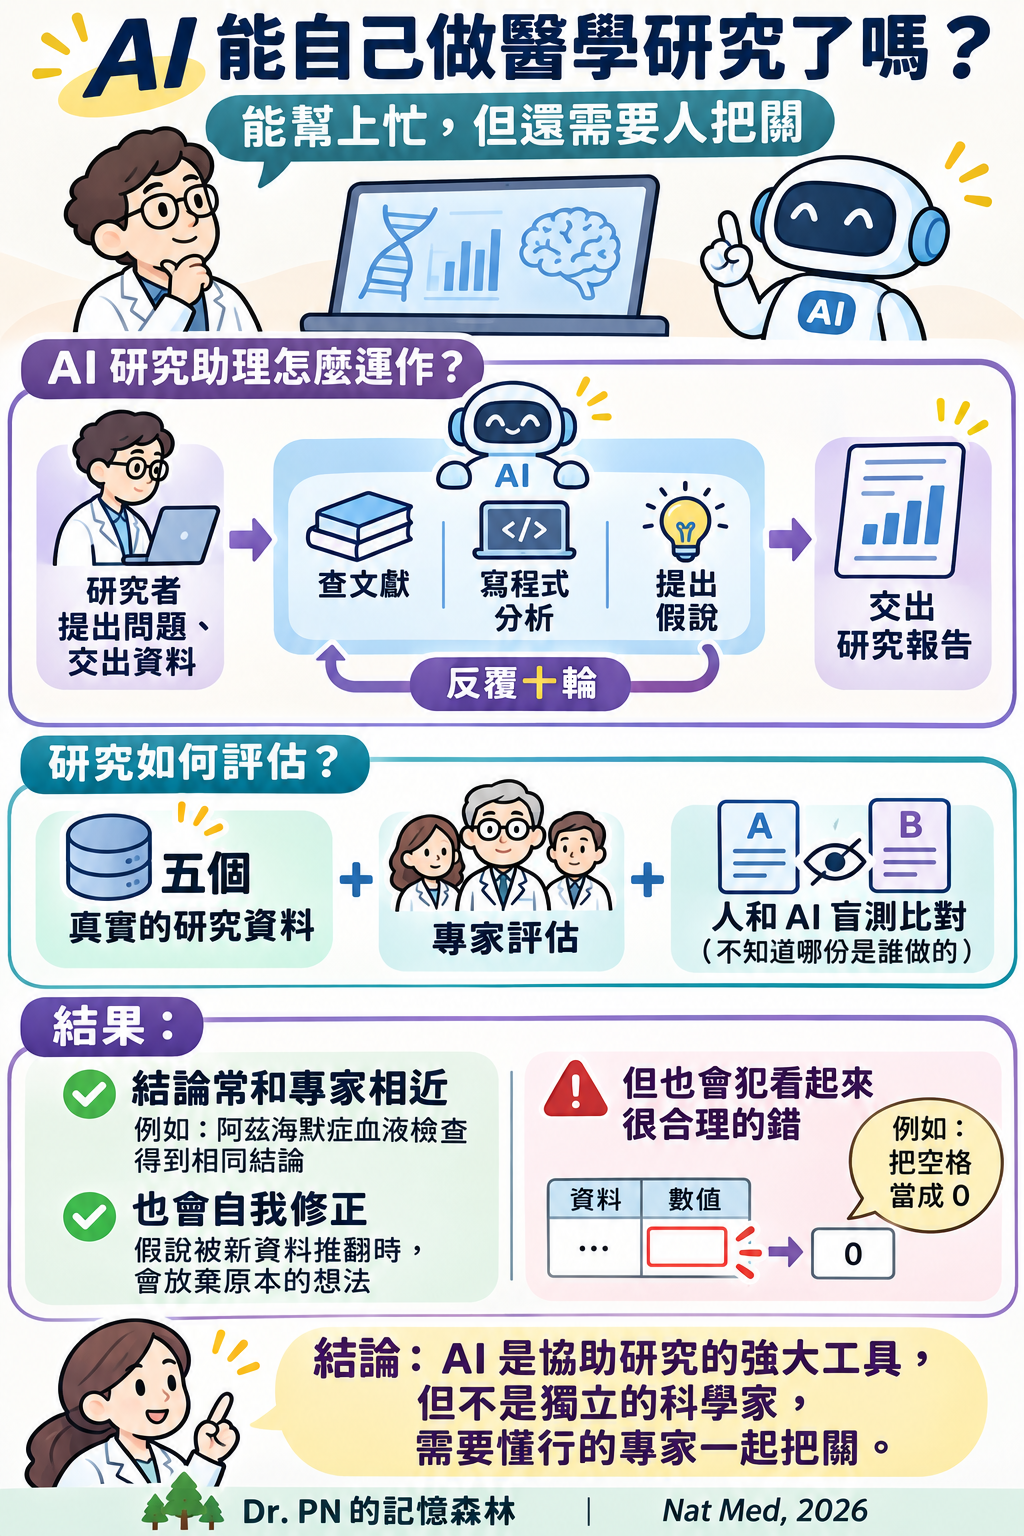 AI 能自己做醫學研究了嗎？
能幫上忙，但還需要人把關
AI
AI 研究助理怎麼運作？
AI
研究者
提出問題、
交出資料
查文獻
</>
寫程式
分析
提出
假說
反覆十輪
交出
研究報告
研究如何評估？
五個
真實的研究資料
+
專家評估
+
A
B
人和 AI 盲測比對
（不知道哪份是誰做的）
結果：
結論常和專家相近
例如：阿茲海默症血液檢查
得到相同結論
也會自我修正
假說被新資料推翻時，
會放棄原本的想法
但也會犯看起來
很合理的錯
例如：
把空格
當成 0
資料 數值
... 0
結論：AI 是協助研究的強大工具，
但不是獨立的科學家，
需要懂行的專家一起把關。
Dr. PN 的記憶森林 | Nat Med, 2026